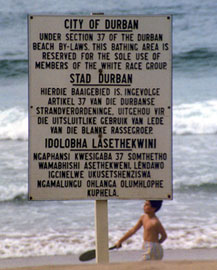 CITY OF DURBAN
UNDER SECTION 37 OF THE DURBAN
BEACH BY-LAWS, THIS BATHING AREA IS
RESERVED FOR THE SOLE USE OF
MEMBERS OF THE WHITE RACE GROUP.
STAD DURBAN
HIERDIE BAAIGEBIED IS, INGEVOLGE
ARTIKEL 37 VAN DIE DURBANSE
STRANDVERORDENINGE, UITGEHOU VIR
DIE UITSLUITLIKE GEBRUIK VAN LEDE
VAN DIE BLANKE RASSEGROEP.
IDOLOBHA LASETHEKWINI
NGAPHANSI KWESIGABA 37 SOMTHETHO
WAMABHISHI ASETHEKWINI, LENDAWO
IGCINELWE UKUSETSHENZISWA
NGAMALUNGU OHLANGA OLUMHLOPHE
KUPHELA.